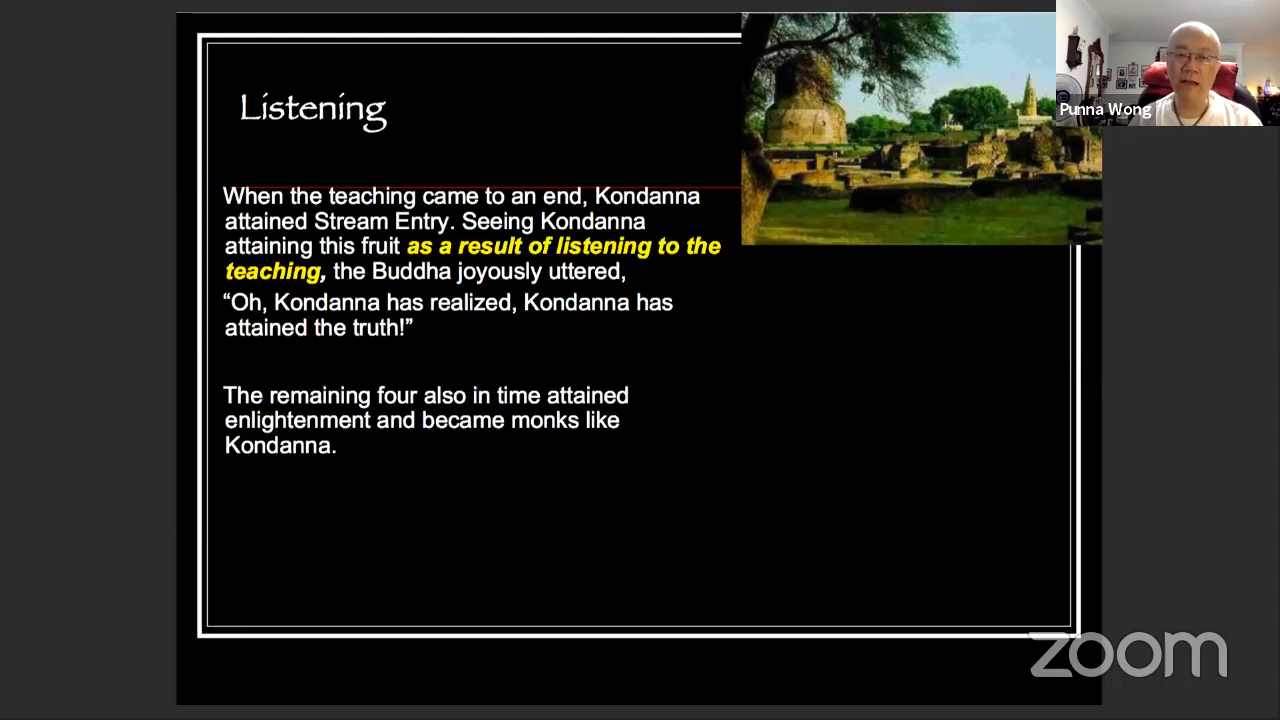 Listening
When the teaching came to an end, Kondanna
attained Stream Entry. Seeing Kondanna
attaining this fruit as a result of listening to the
teaching, the Buddha joyously uttered,
“Oh, Kondanna has realized, Kondanna has
attained the truth!”
The remaining four also in time attained
enlightenment and became monks like
Kondanna.
Punna Wong
zoom